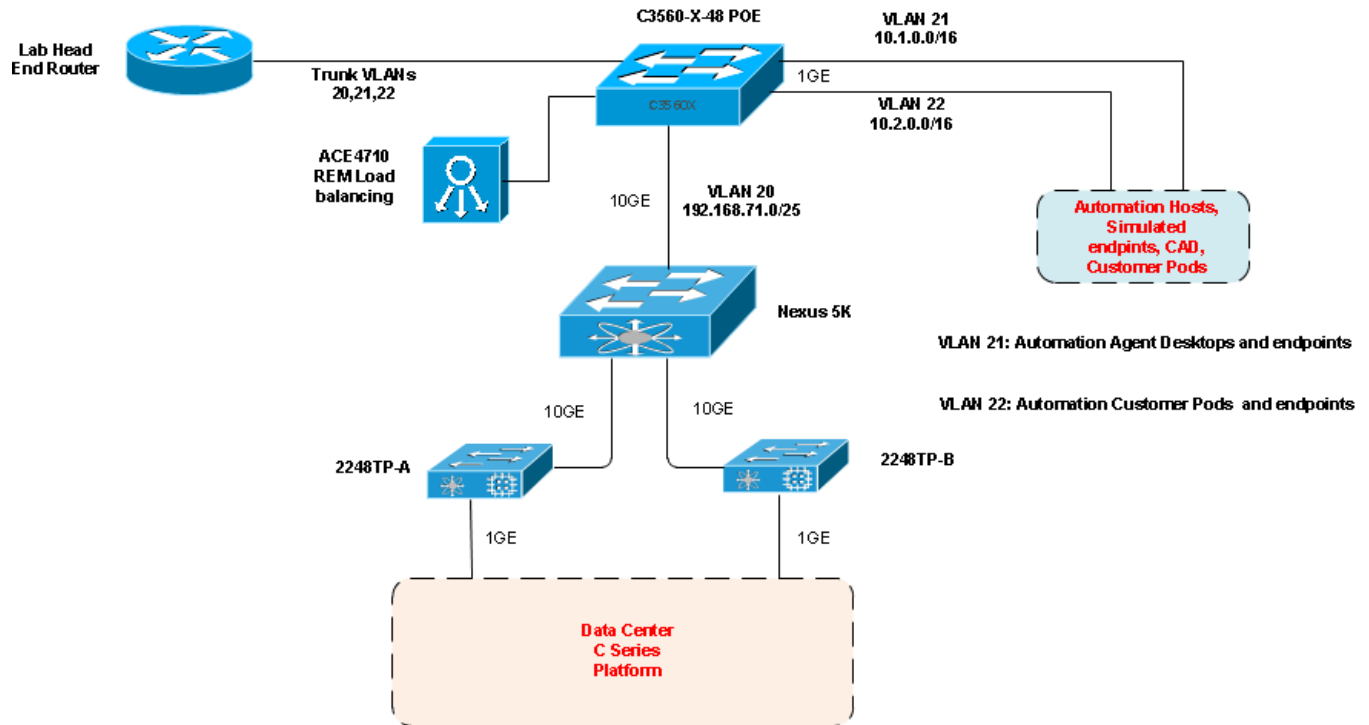 C3560-X-48 POE
VLAN 21
10.1.0.0/16
Lab Head
End Router
Trunk VLANs
20,21,22
1GE
C3560X
VLAN 22
10.2.0.0/16
ACE4710
REM Load
balancing
10GE
VLAN 20
192.168.71.0/25
Automation Hosts,
Simulated
endpints, CAD,
Customer Pods
Nexus 5K
VLAN 21: Automation Agent Desktops and endpoints
VLAN 22: Automation Customer Pods and endpoints
10GE
10GE
2248TP-A
2248TP-B
1GE
1GE
Data Center
C Series
Platform